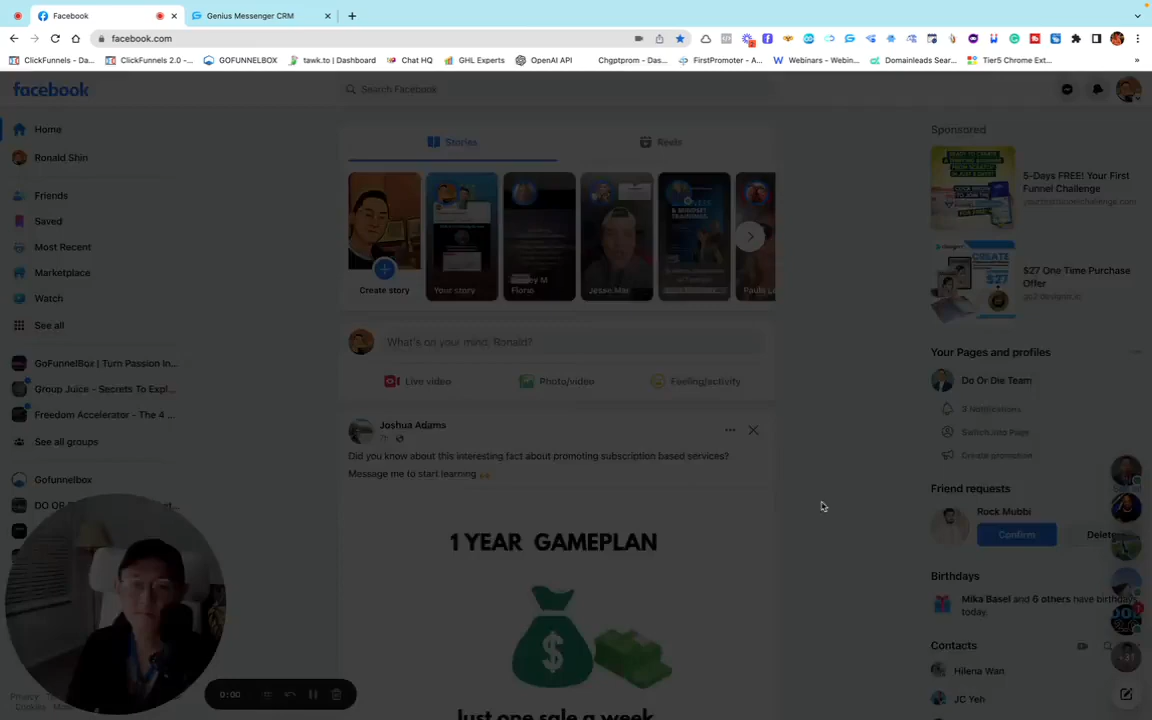 Facebook
Genius Messenger CRM
facebook.com
ClickFunnels - Da...
ClickFunnels 2.0 -...
GOFUNNELBOX
tawk.to | Dashboard
Chat HQ
GHL Experts
OpenAI API
Chgptprom - Das...
FirstPromoter - A...
Webinars – Webin...
Domainleads Sear...
Tier5 Chrome Ext...
facebook
Search Facebook
Home
Ronald Shin
Friends
Saved
Most Recent
Marketplace
Watch
See all
GoFunnelBox | Turn Passion In...
Group Juice - Secrets To Expl...
Freedom Accelerator - The 4 ...
See all groups
Gofunnelbox
Stories
Reels
Create story
Your story
What's on your mind, Ronald?
Live video
Photo/video
Feeling/activity
Joshua Adams
Did you know about this interesting fact about promoting subscription based services?
Message me to start learning
1 YEAR GAMEPLAN
$
Just one sale a week
0:00
Sponsored
5-Days FREE! Your First
Funnel Challenge
$27 One Time Purchase
Offer
Your Pages and profiles
Do Or Die Team
3 Notifications
Switch into Page
Create promotion
Friend requests
Rock Mubbi
Confirm
Delete
Birthdays
Mika Basel and 6 others have birthdays
today.
Contacts
Hilena Wan
JC Yeh